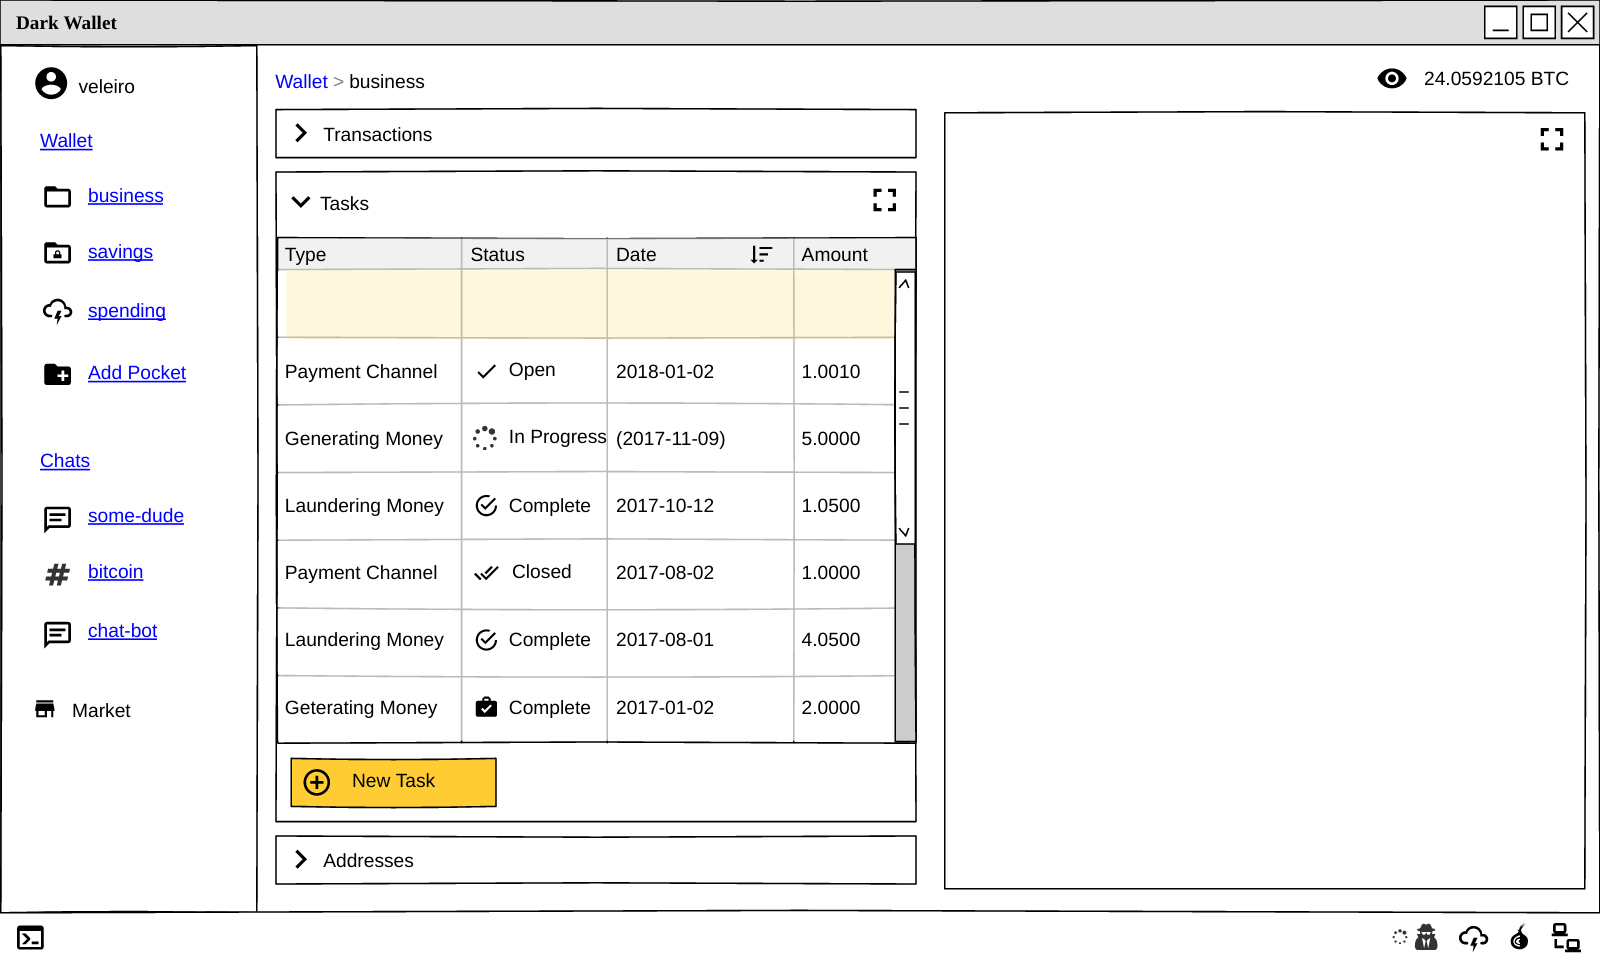 Dark Wallet
veleiro
Wallet
business
savings
spending
Add Pocket
Chats
some-dude
bitcoin
chat-bot
Market
Wallet > business
24.0592105 BTC
Transactions
Tasks
Type Status Date Amount
Payment Channel Open 2018-01-02 1.0010
Generating Money In Progress (2017-11-09) 5.0000
Laundering Money Complete 2017-10-12 1.0500
Payment Channel Closed 2017-08-02 1.0000
Laundering Money Complete 2017-08-01 4.0500
Geterating Money Complete 2017-01-02 2.0000
New Task
Addresses